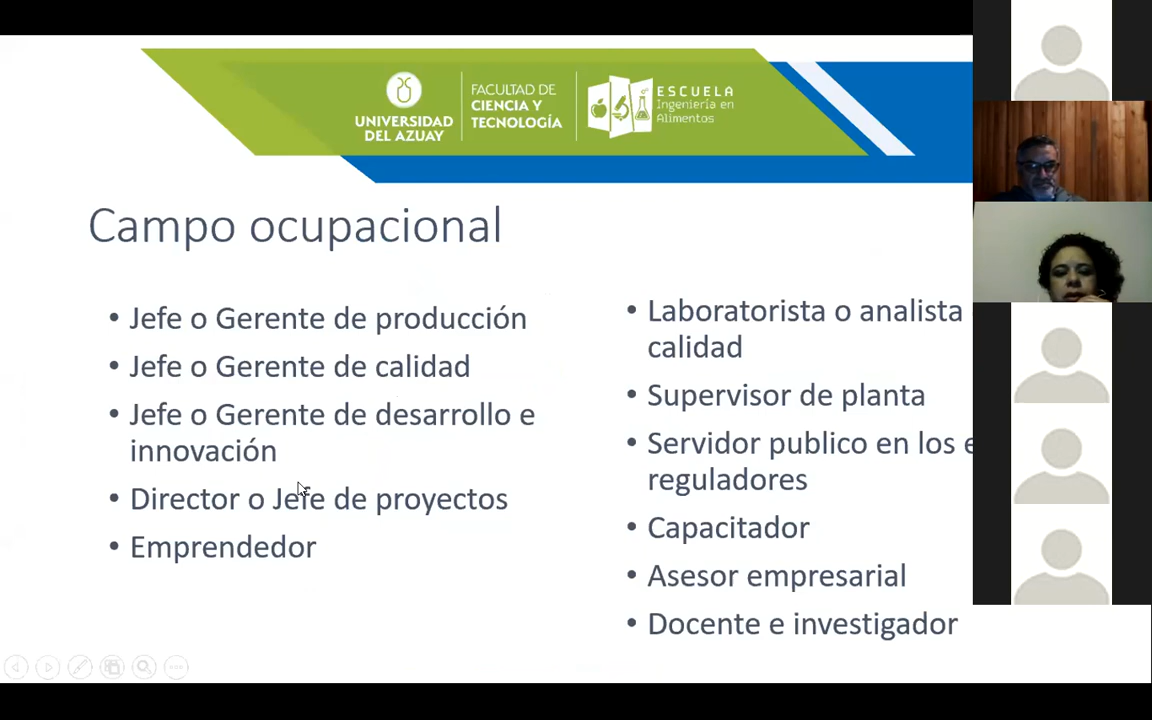 UNIVERSIDAD
DEL AZUAY
FACULTAD DE
CIENCIA Y
TECNOLOGÍA
ESCUELA
Ingeniería en
Alimentos
Campo ocupacional
• Jefe o Gerente de producción
• Jefe o Gerente de calidad
• Jefe o Gerente de desarrollo e
innovación
• Director o Jefe de proyectos
• Emprendedor
• Laboratorista o analista
calidad
• Supervisor de planta
• Servidor publico en los
reguladores
• Capacitador
• Asesor empresarial
• Docente e investigador